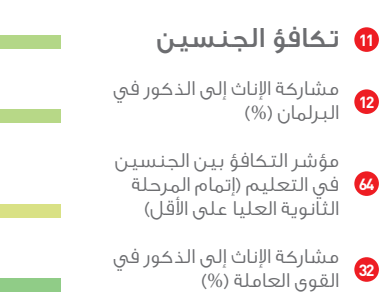 11 تكافؤ الجنسين
مشاركة الإناث إلى الذكور في
12 البرلمان (%)
مؤشر التكافؤ بين الجنسين
64 في التعليم (إتمام المرحلة
الثانوية العليا على الأقل)
مشاركة الإناث إلى الذكور في
32 القوى العاملة (%)